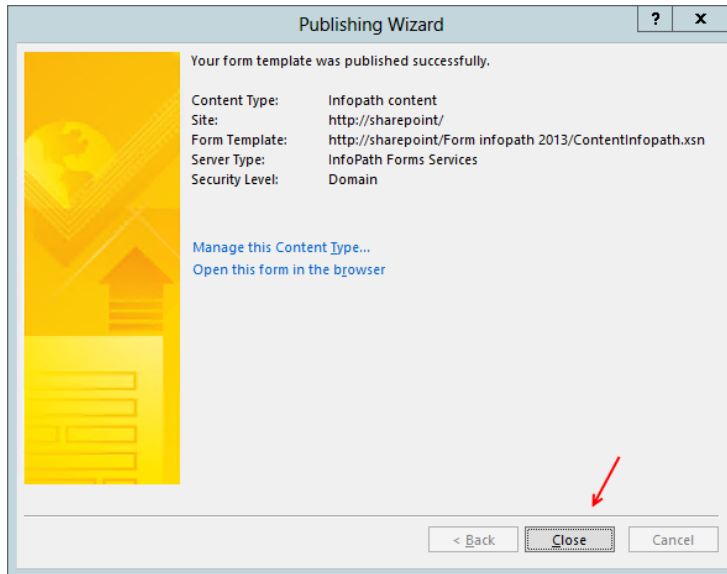 Publishing Wizard
? x
Your form template was published successfully.
Content Type: Infopath content
Site: http://sharepoint/
Form Template: http://sharepoint/Form infopath 2013/ContentInfopath.xsn
Server Type: InfoPath Forms Services
Security Level: Domain
Manage this Content Type...
Open this form in the browser
< Back Close Cancel